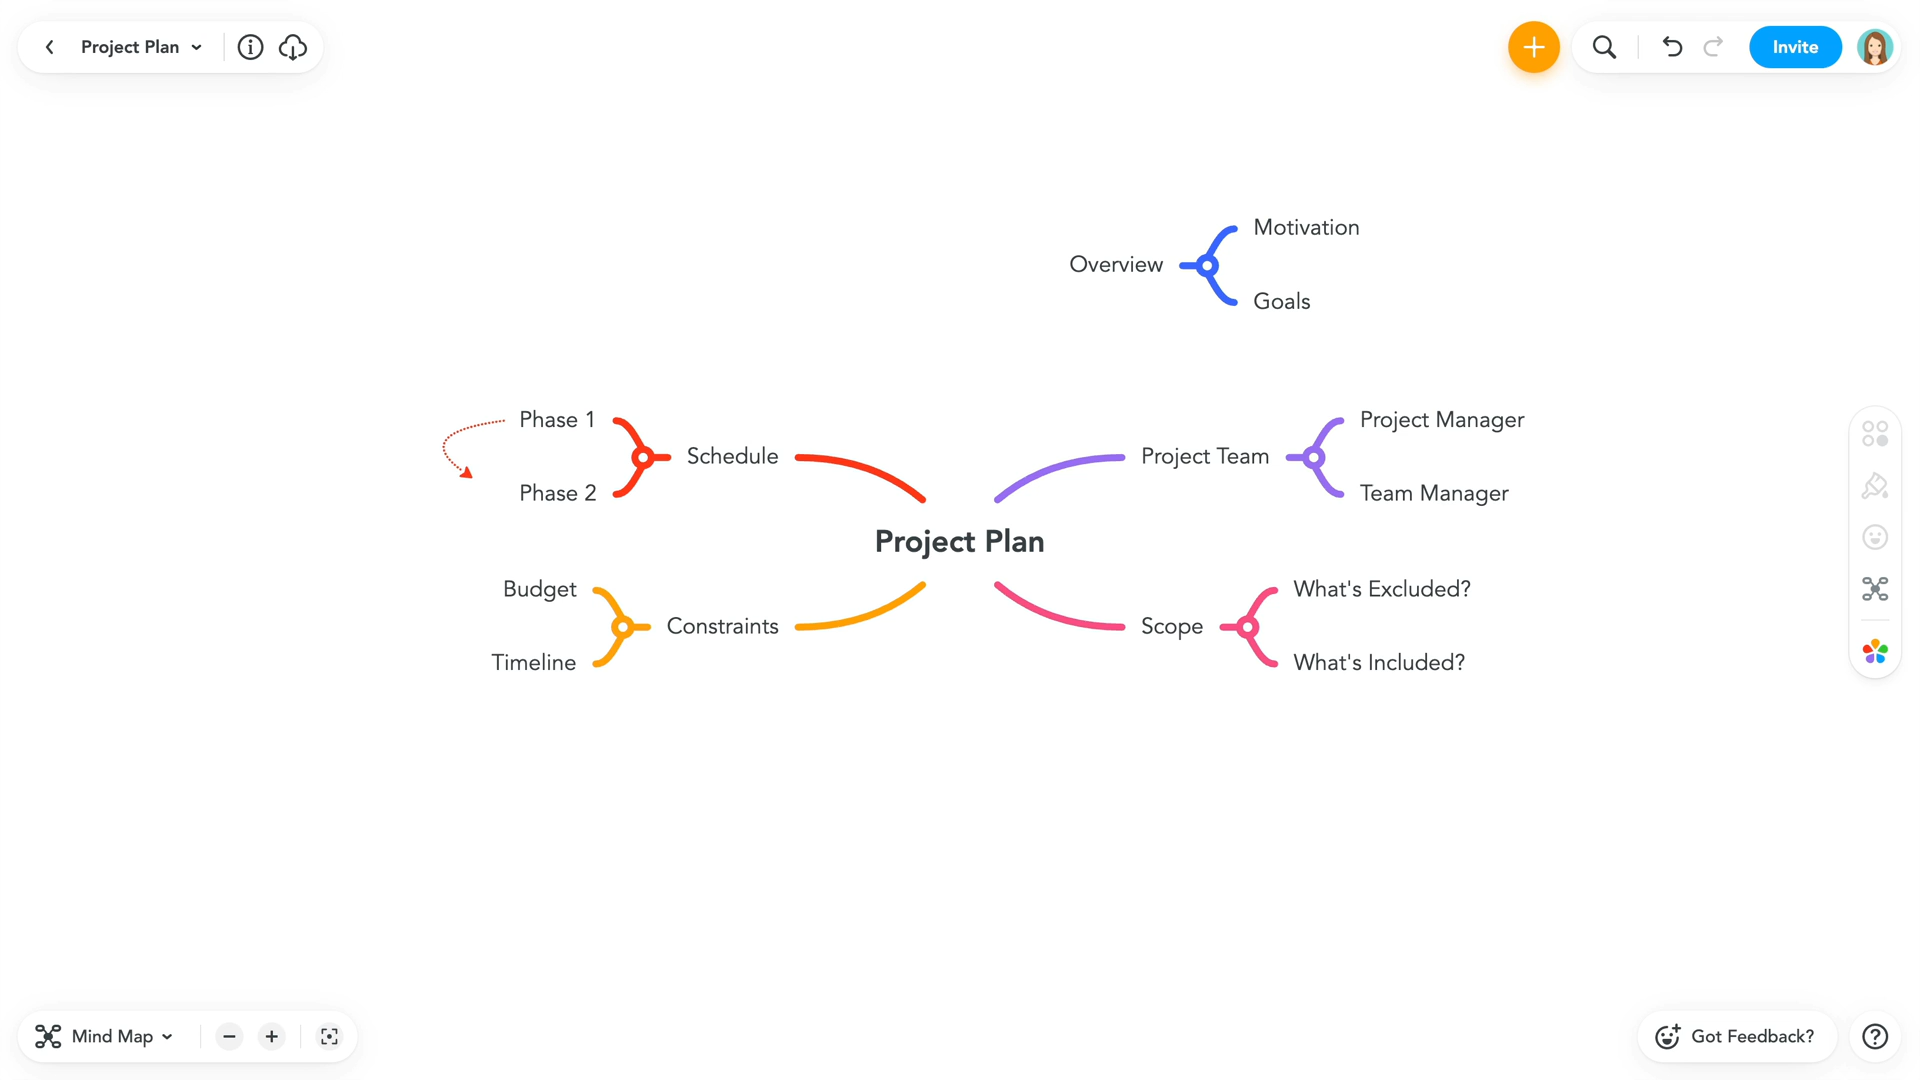 Project Plan
Invite
Motivation
Overview
Goals
Phase 1
Schedule
Phase 2
Project Team
Project Manager
Team Manager
Project Plan
Budget
Constraints
Timeline
What's Excluded?
Scope
What's Included?
Mind Map
Got Feedback?